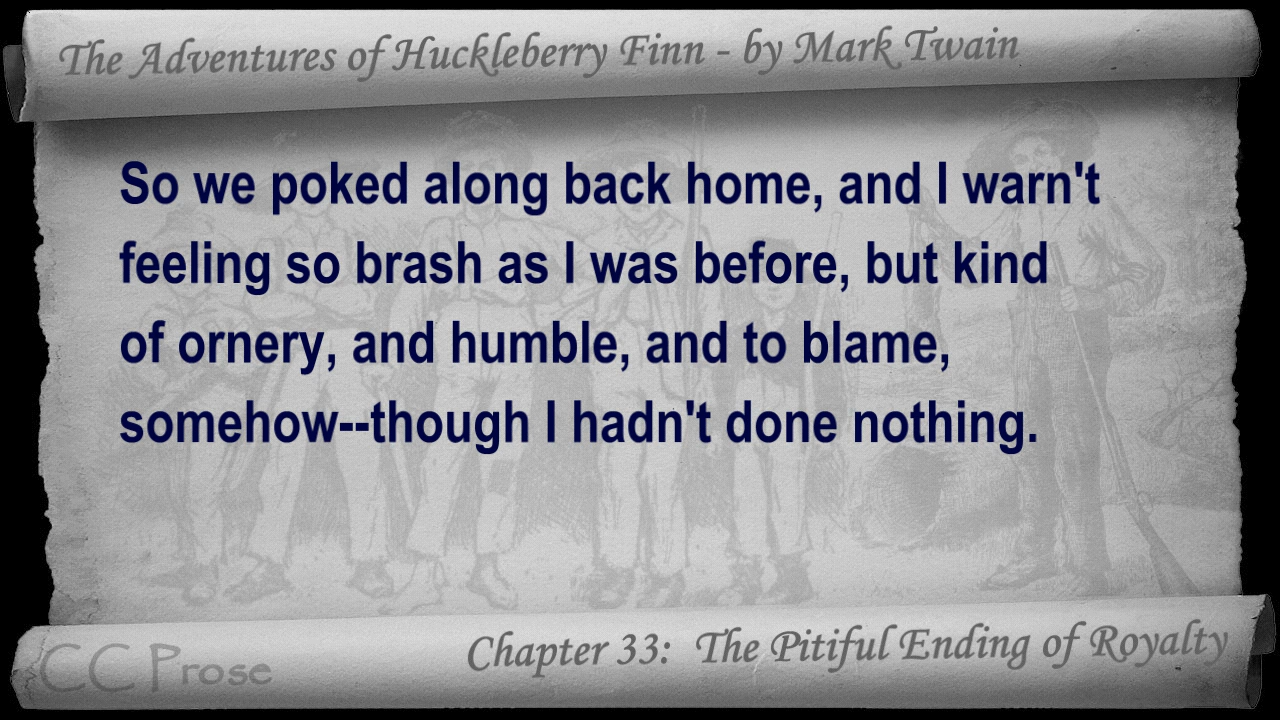 The Adventures of Huckleberry Finn - by Mark Twain
So we poked along back home, and I warn't
feeling so brash as I was before, but kind
of ornery, and humble, and to blame,
somehow--though I hadn't done nothing.
CC Prose
Chapter 33: The Pitiful Ending of Royalty